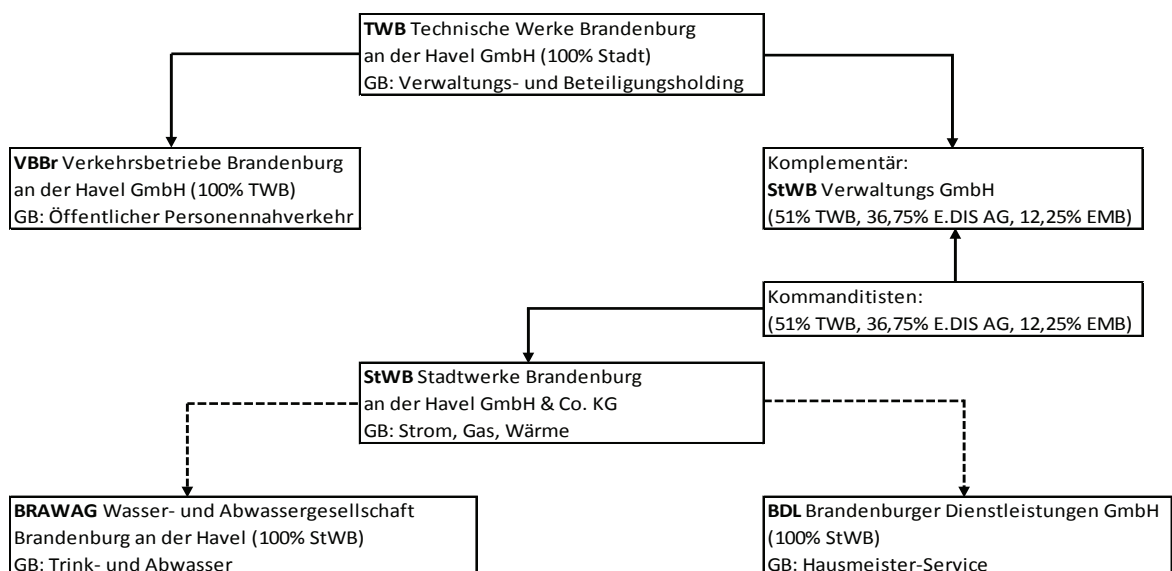 TWB Technische Werke Brandenburg
an der Havel GmbH (100% Stadt)
GB: Verwaltungs- und Beteiligungsholding
VBBr Verkehrsbetriebe Brandenburg
an der Havel GmbH (100% TWB)
GB: Öffentlicher Personennahverkehr
Komplementär:
StWB Verwaltungs GmbH
(51% TWB, 36,75% E.DIS AG, 12,25% EMB)
Kommanditisten:
(51% TWB, 36,75% E.DIS AG, 12,25% EMB)
StWB Stadtwerke Brandenburg
an der Havel GmbH & Co. KG
GB: Strom, Gas, Wärme
BRAWAG Wasser- und Abwassergesellschaft
Brandenburg an der Havel (100% StWB)
GB: Trink- und Abwasser
BDL Brandenburger Dienstleistungen GmbH
(100% StWB)
GB: Hausmeister-Service